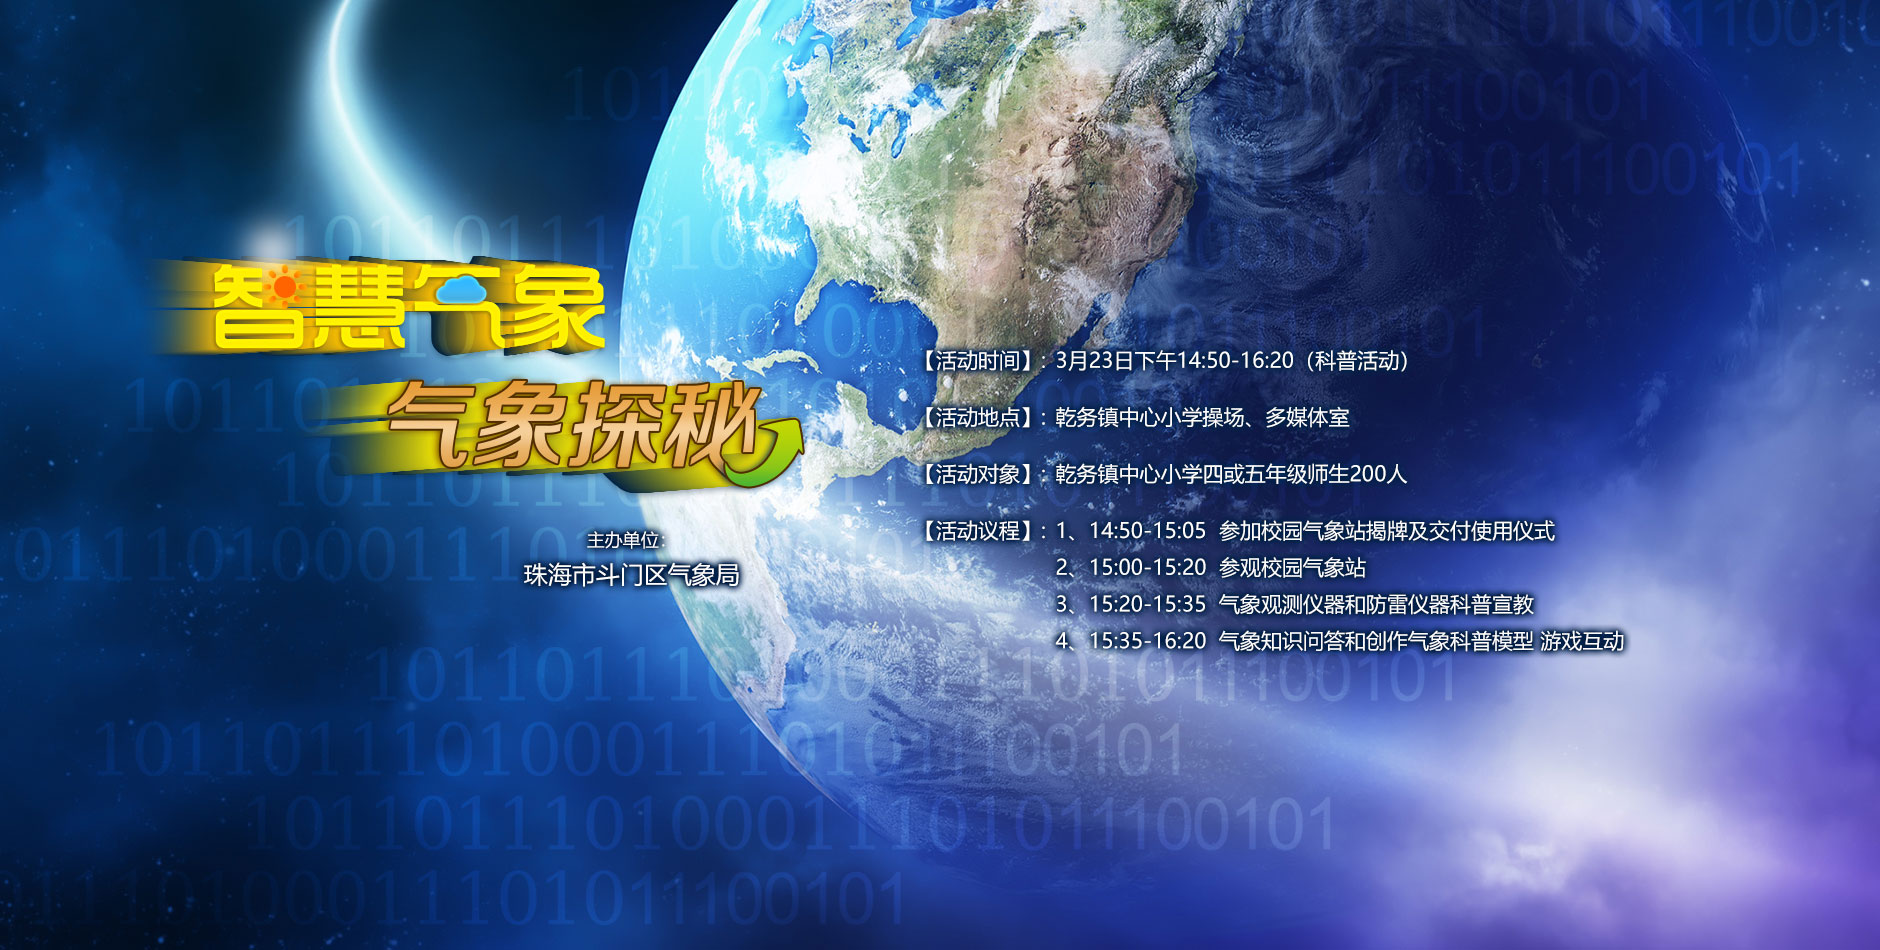 智慧气象
气象探秘
主办单位：
珠海市斗门区气象局
【活动时间】：3月23日下午14:50-16:20（科普活动）
【活动地点】：乾务镇中心小学操场、多媒体室
【活动对象】：乾务镇中心小学四或五年级师生200人
【活动议程】：1、14:50-15:05 参加校园气象站揭牌及交付使用仪式
2、15:00-15:20 参观校园气象站
3、15:20-15:35 气象观测仪器和防雷仪器科普宣教
4、15:35-16:20 气象知识问答和创作气象科普模型 游戏互动